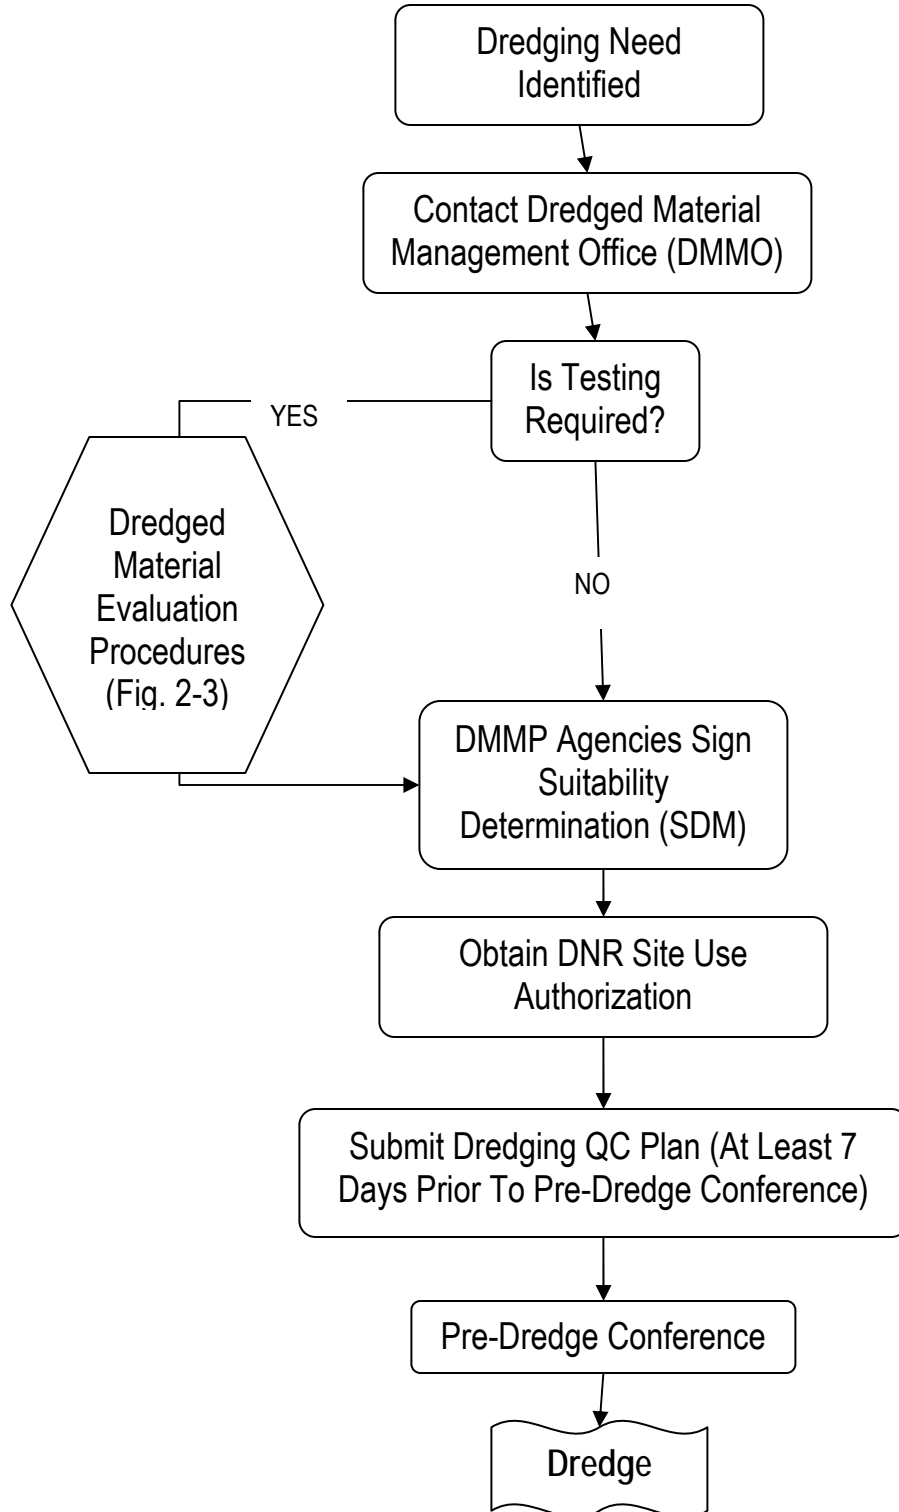 Dredging Need
Identified
Contact Dredged Material
Management Office (DMMO)
Is Testing
Required?
YES
Dredged
Material
Evaluation
Procedures
(Fig. 2-3)
NO
DMMP Agencies Sign
Suitability
Determination (SDM)
Obtain DNR Site Use
Authorization
Submit Dredging QC Plan (At Least 7
Days Prior To Pre-Dredge Conference)
Pre-Dredge Conference
Dredge